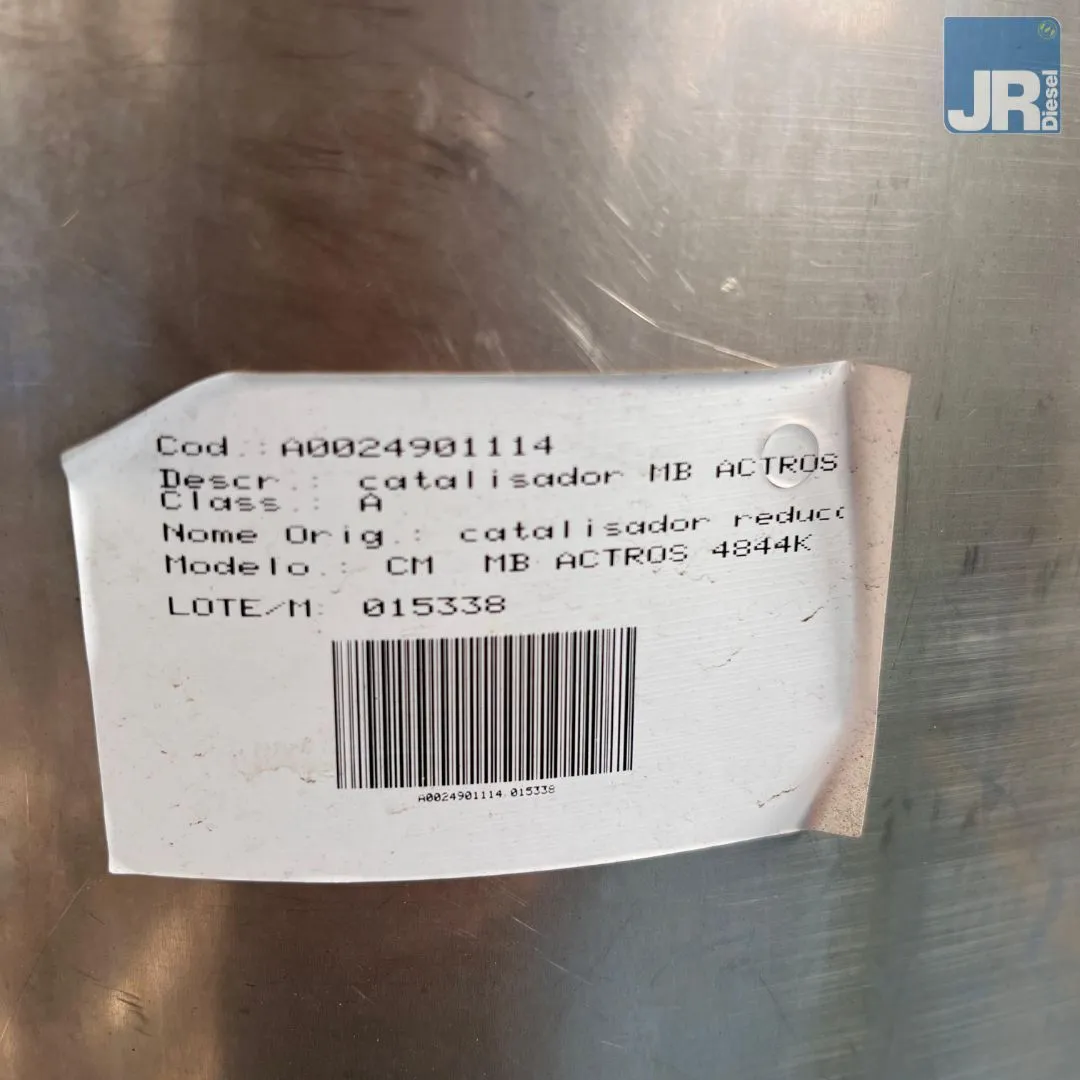 JR Diesel
Cod.: A0024901114
Descr.: catalisador MB ACTROS
Class.: A
Nome Orig.: catalisador
Modelo.: CM MB ACTROS 4844K
LOTE/M: 015338
A0024901114.015338